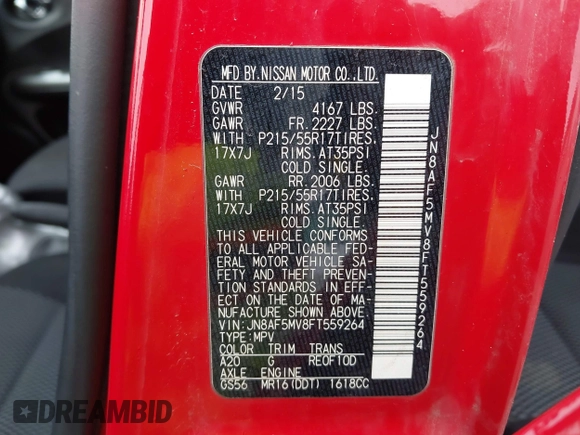 MFD BY NISSAN MOTOR CO.,LTD.
DATE 2/15
GVWR 4167 LBS.
GAWR FR. 2227 LBS.
WITH P215/55R17TIRES.
17X7J RIMS. AT35PSI
COLD SINGLE.
GAWR RR. 2006 LBS.
WITH P215/55R17TIRES.
17X7J RIMS. AT35PSI
COLD SINGLE.
THIS VEHICLE CONFORMS
TO ALL APPLICABLE FED-
ERAL MOTOR VEHICLE SA-
FETY AND THEFT PREVEN-
TION STANDARDS IN EFF-
ECT ON THE DATE OF MA-
NUFACTURE SHOWN ABOVE.
VIN: JN8AF5MV8FT559264
TYPE: MPV
COLOR TRIM TRANS
A20 G REOF10D
AXLE ENGINE
GS56 MR16(DDT) 1618CC
JN8AF5MV8FT559264
DREAMBID